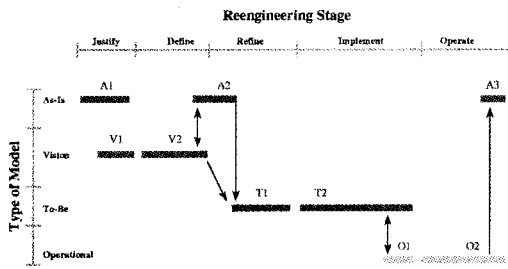 Reengineering Stage
Justify Define Refine Implement Operate
A1 A2 A3
As-Is
V1 V2
Vision
T1 T2
To-Be
O1 O2
Operational
Type of Model